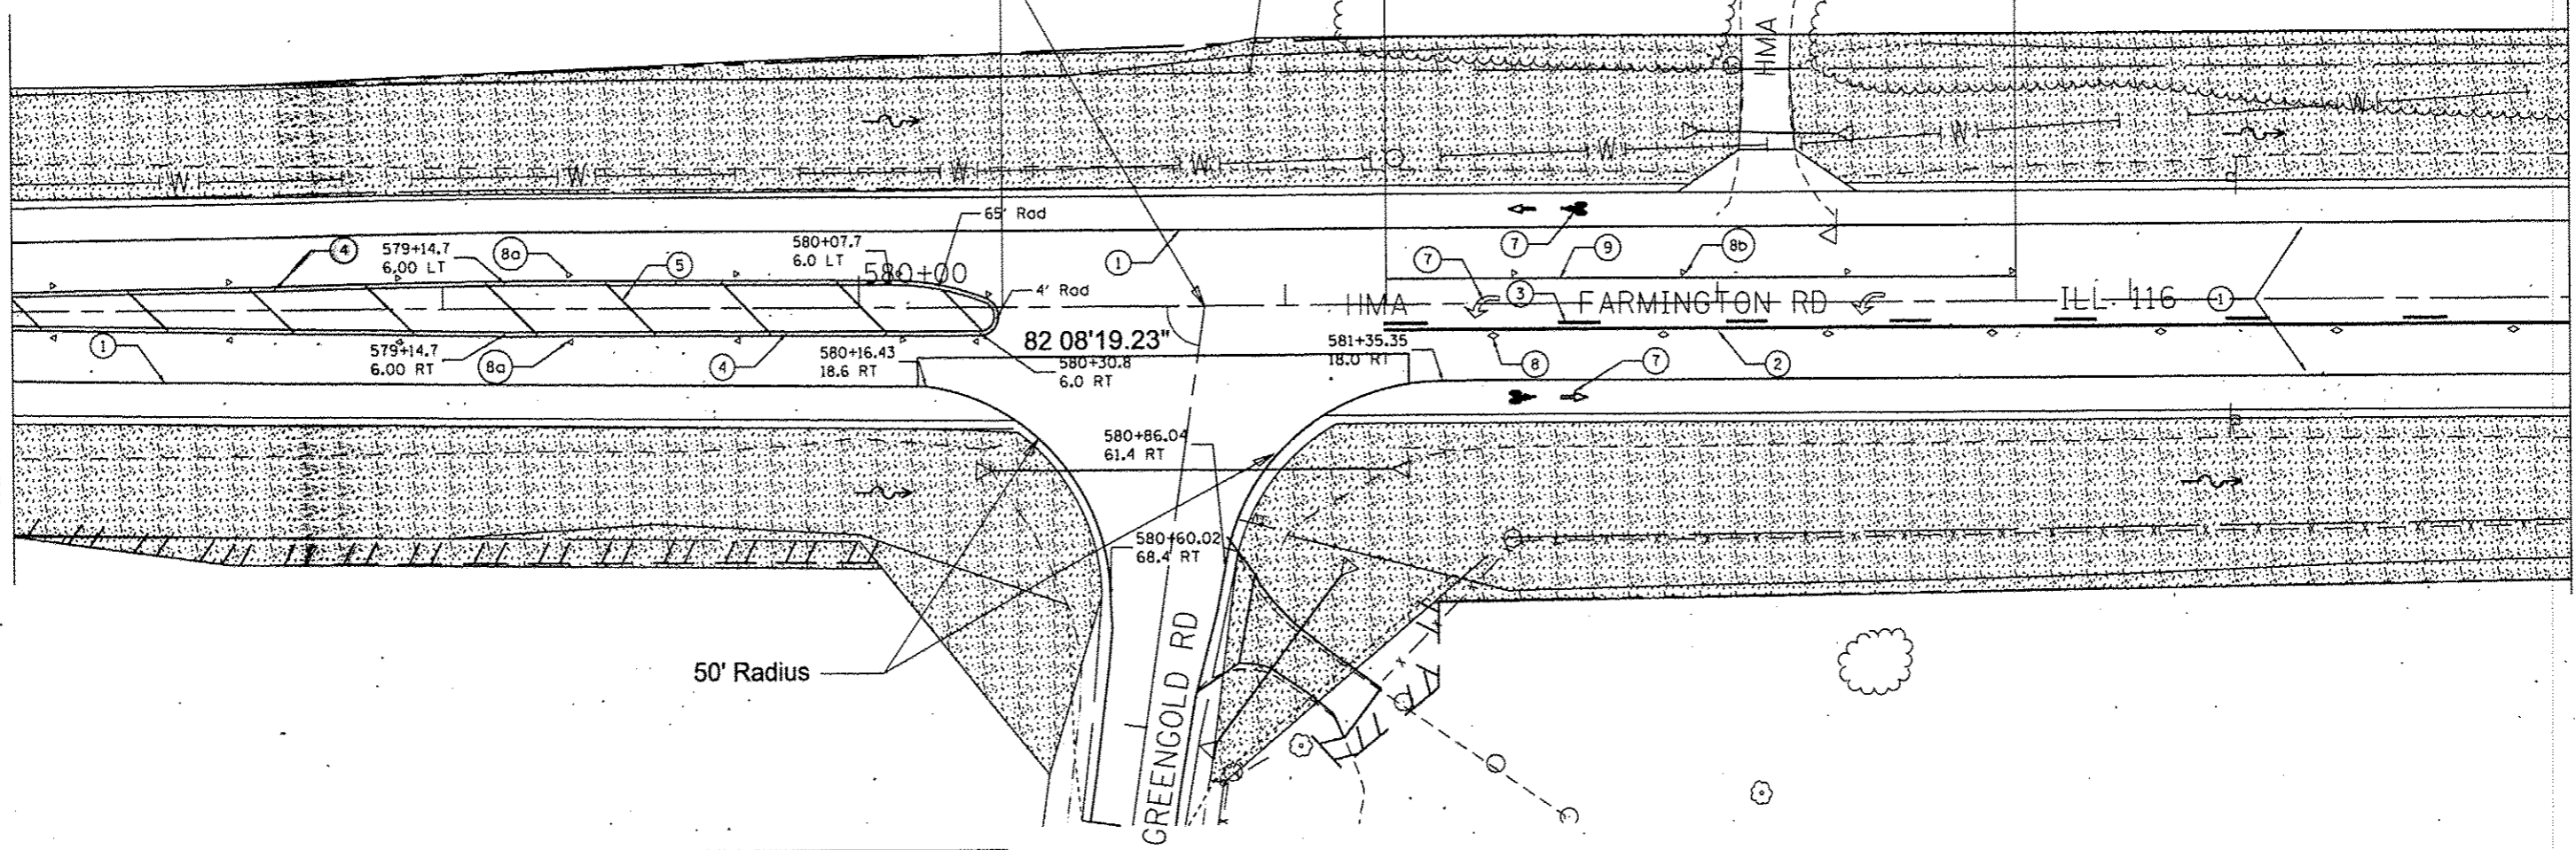 HMA
W W W W W W W
65' Rad
7
579+14.7
6.00 LT
4
8a
5
580+07.7
6.0 LT
580+00
1
7
9
8b
4' Rad
HMA
3
FARMINGTON RD
ILL. 116
1
82 08'19.23"
1
579+14.7
6.00 RT
8a
4
580+16.43
18.6 RT
580+30.8
6.0 RT
581+35.35
18.0 RT
8
7
2
580+86.04
61.4 RT
580+60.02
68.4 RT
50' Radius
GREENGOLD RD